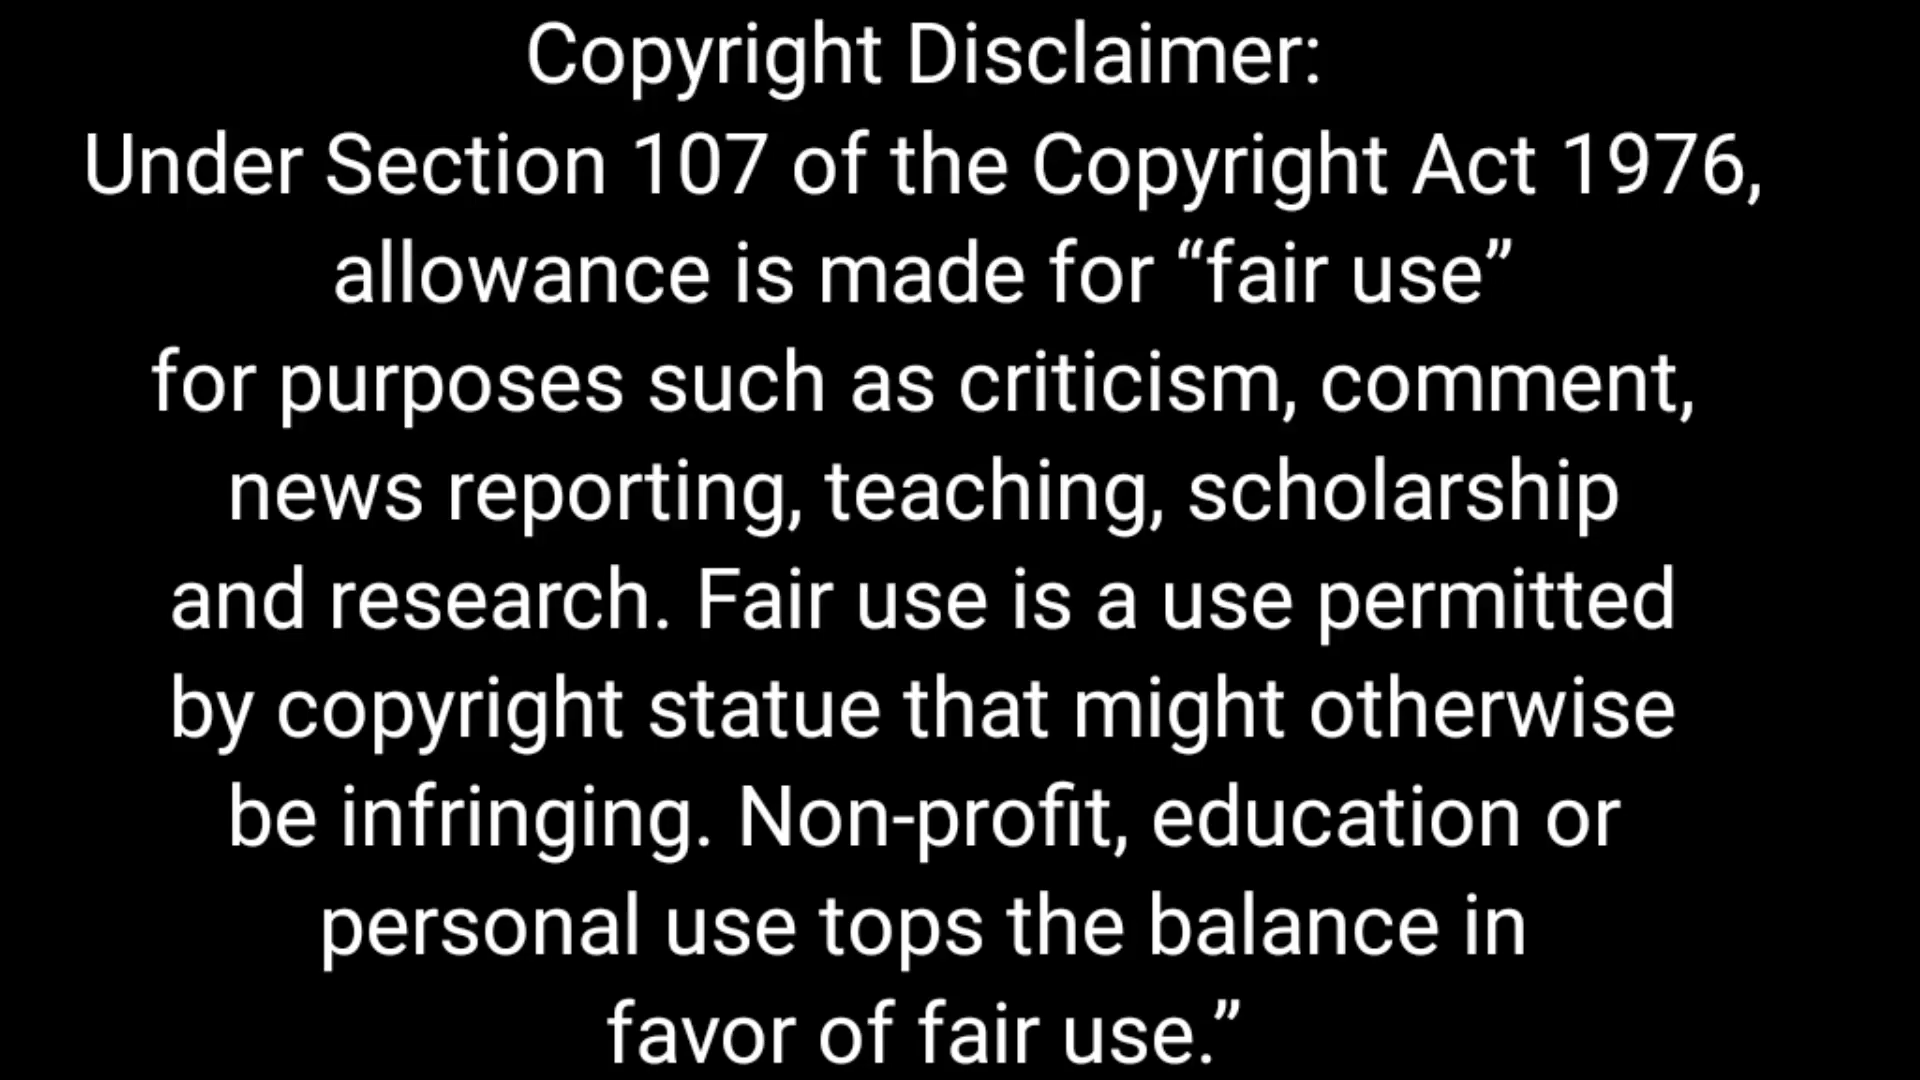 Copyright Disclaimer:
Under Section 107 of the Copyright Act 1976,
allowance is made for “fair use”
for purposes such as criticism, comment,
news reporting, teaching, scholarship
and research. Fair use is a use permitted
by copyright statue that might otherwise
be infringing. Non-profit, education or
personal use tops the balance in
favor of fair use.”